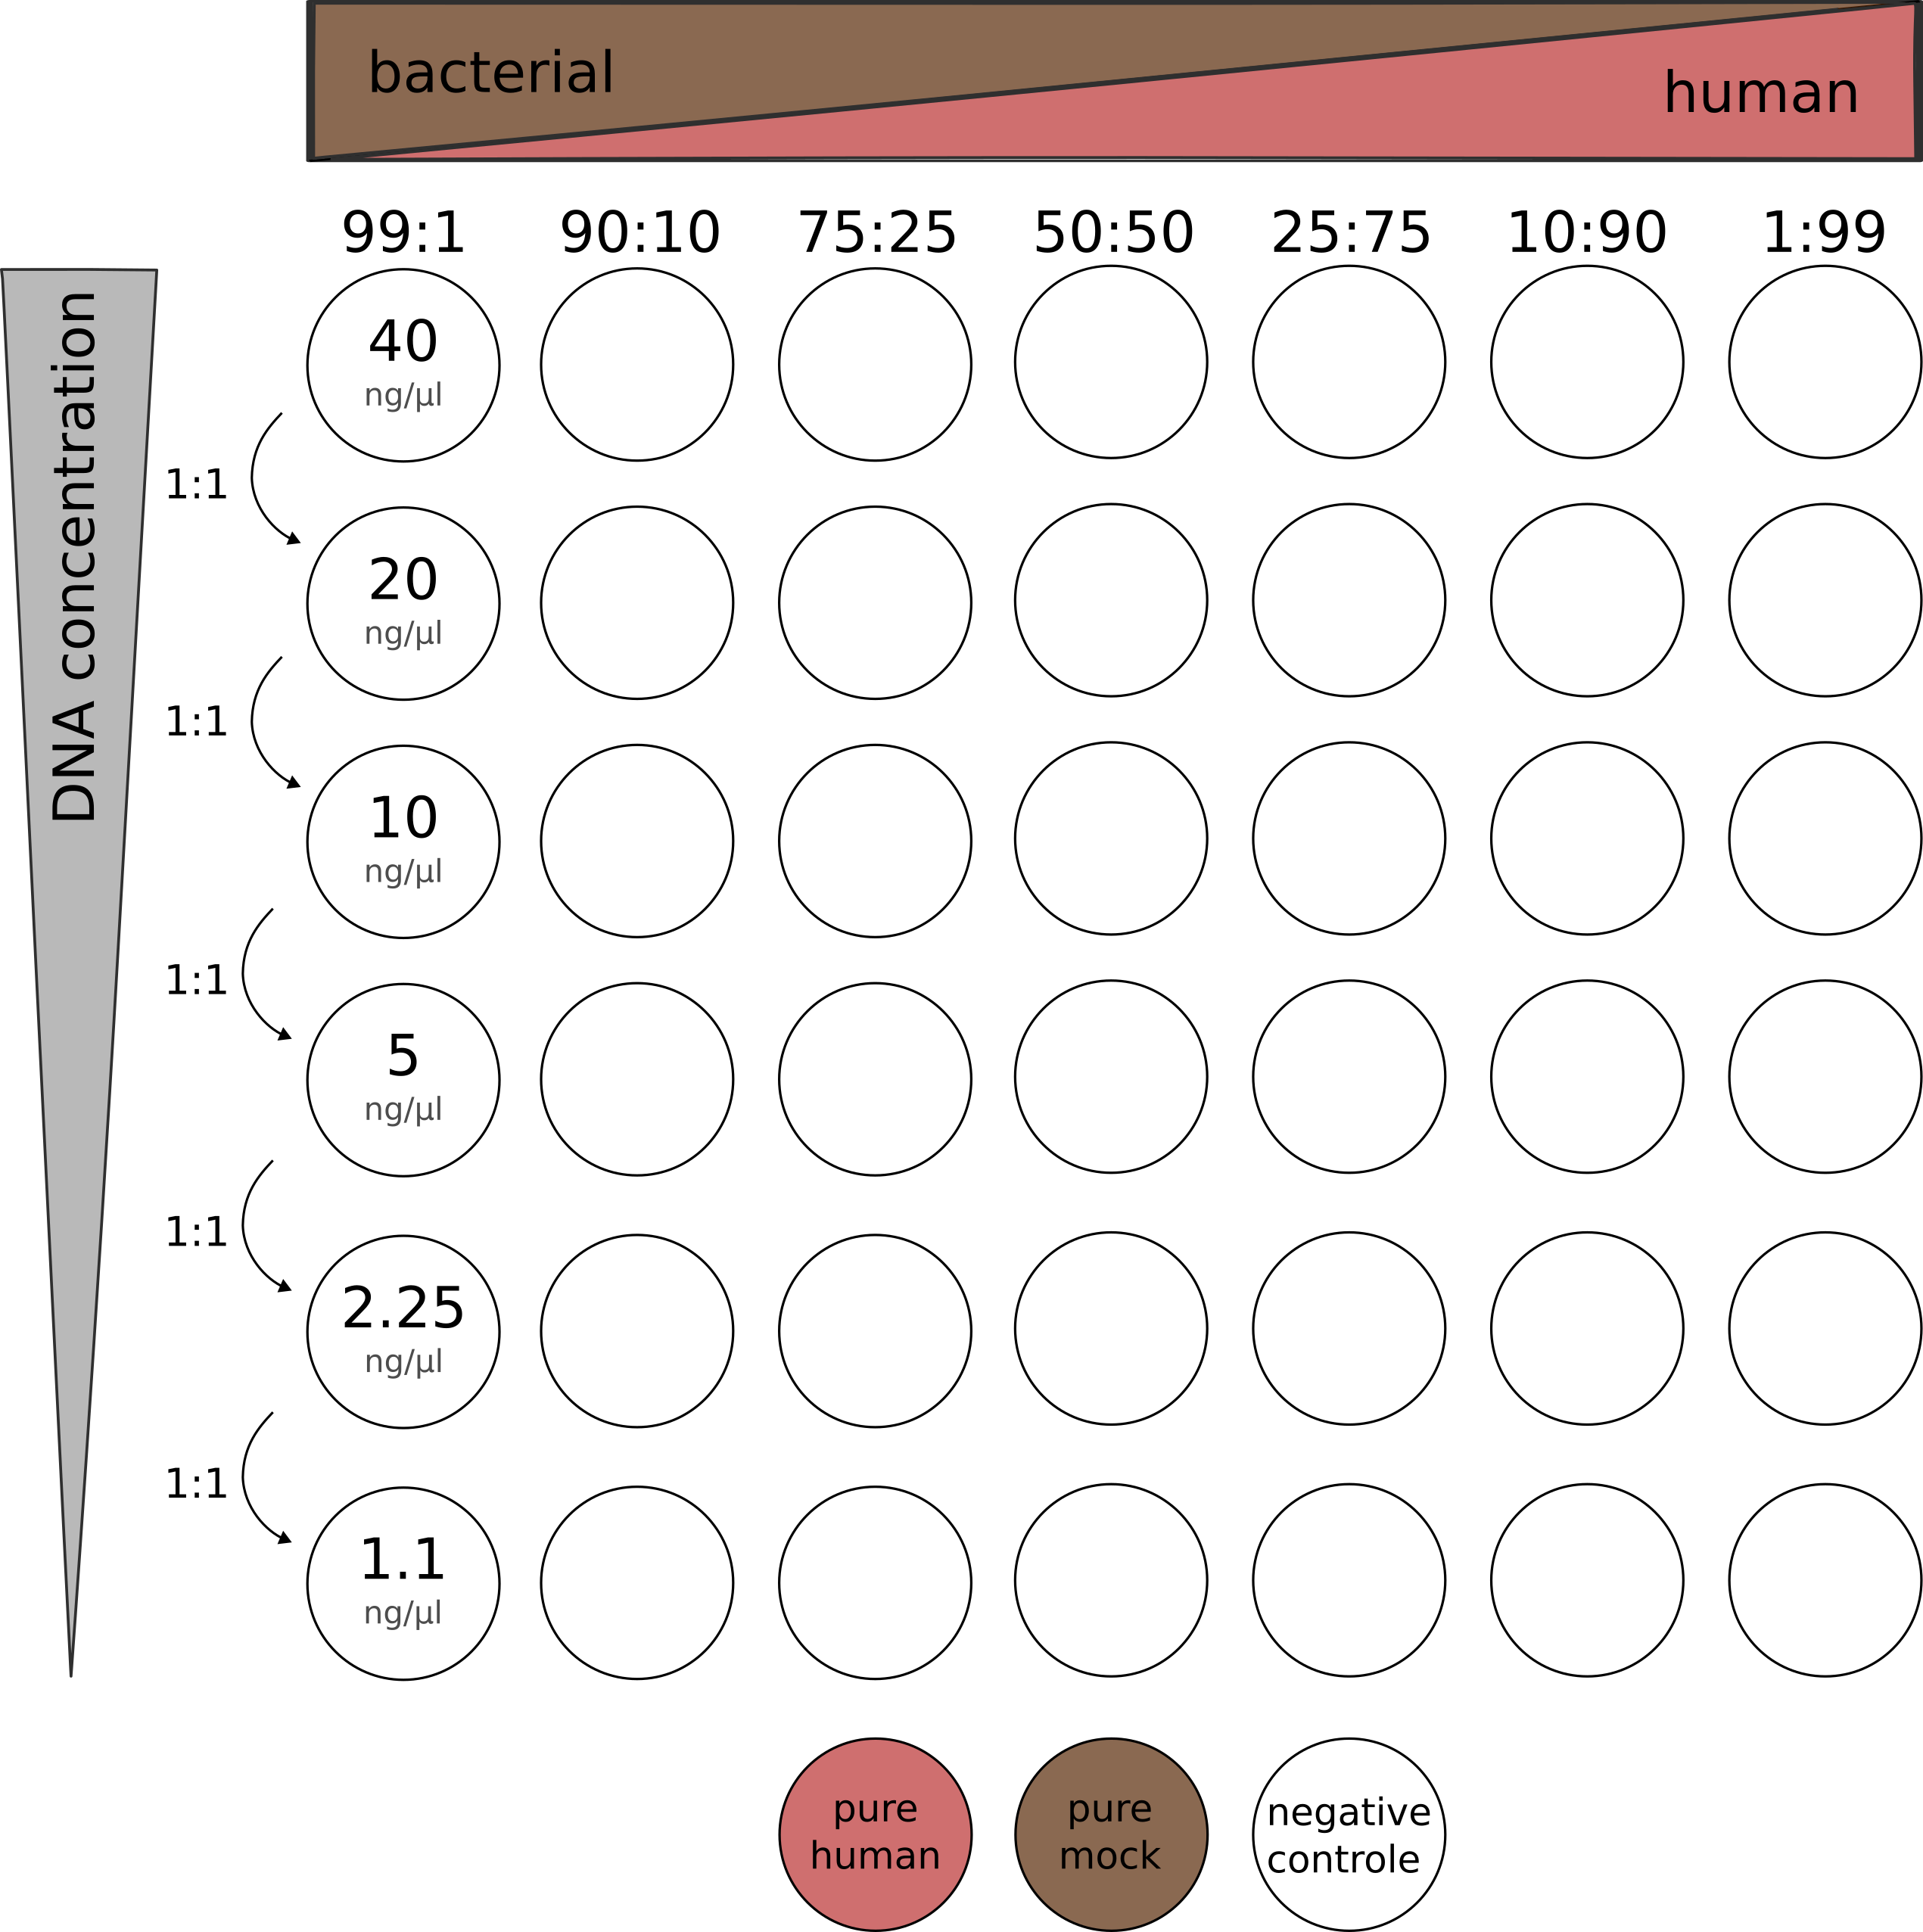 bacterial
human
99:1 90:10 75:25 50:50 25:75 10:90 1:99
DNA concentration
40
ng/µl
1:1
20
ng/µl
1:1
10
ng/µl
1:1
5
ng/µl
1:1
2.25
ng/µl
1:1
1.1
ng/µl
pure
human
pure
mock
negative
controle